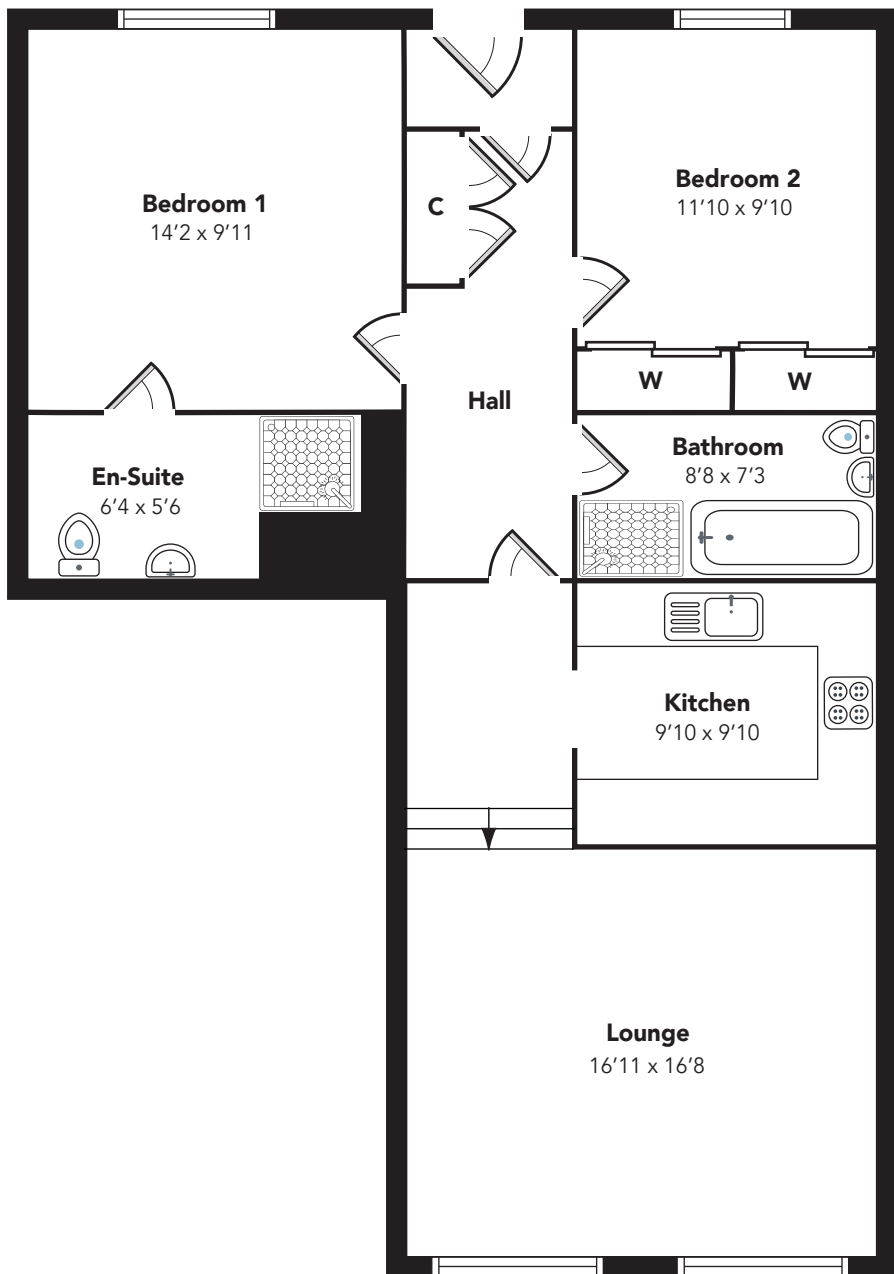 Bedroom 1
14’2 x 9’11
C
Bedroom 2
11’10 x 9’10
W
W
Hall
En-Suite
6’4 x 5’6
Bathroom
8’8 x 7’3
Kitchen
9’10 x 9’10
Lounge
16’11 x 16’8